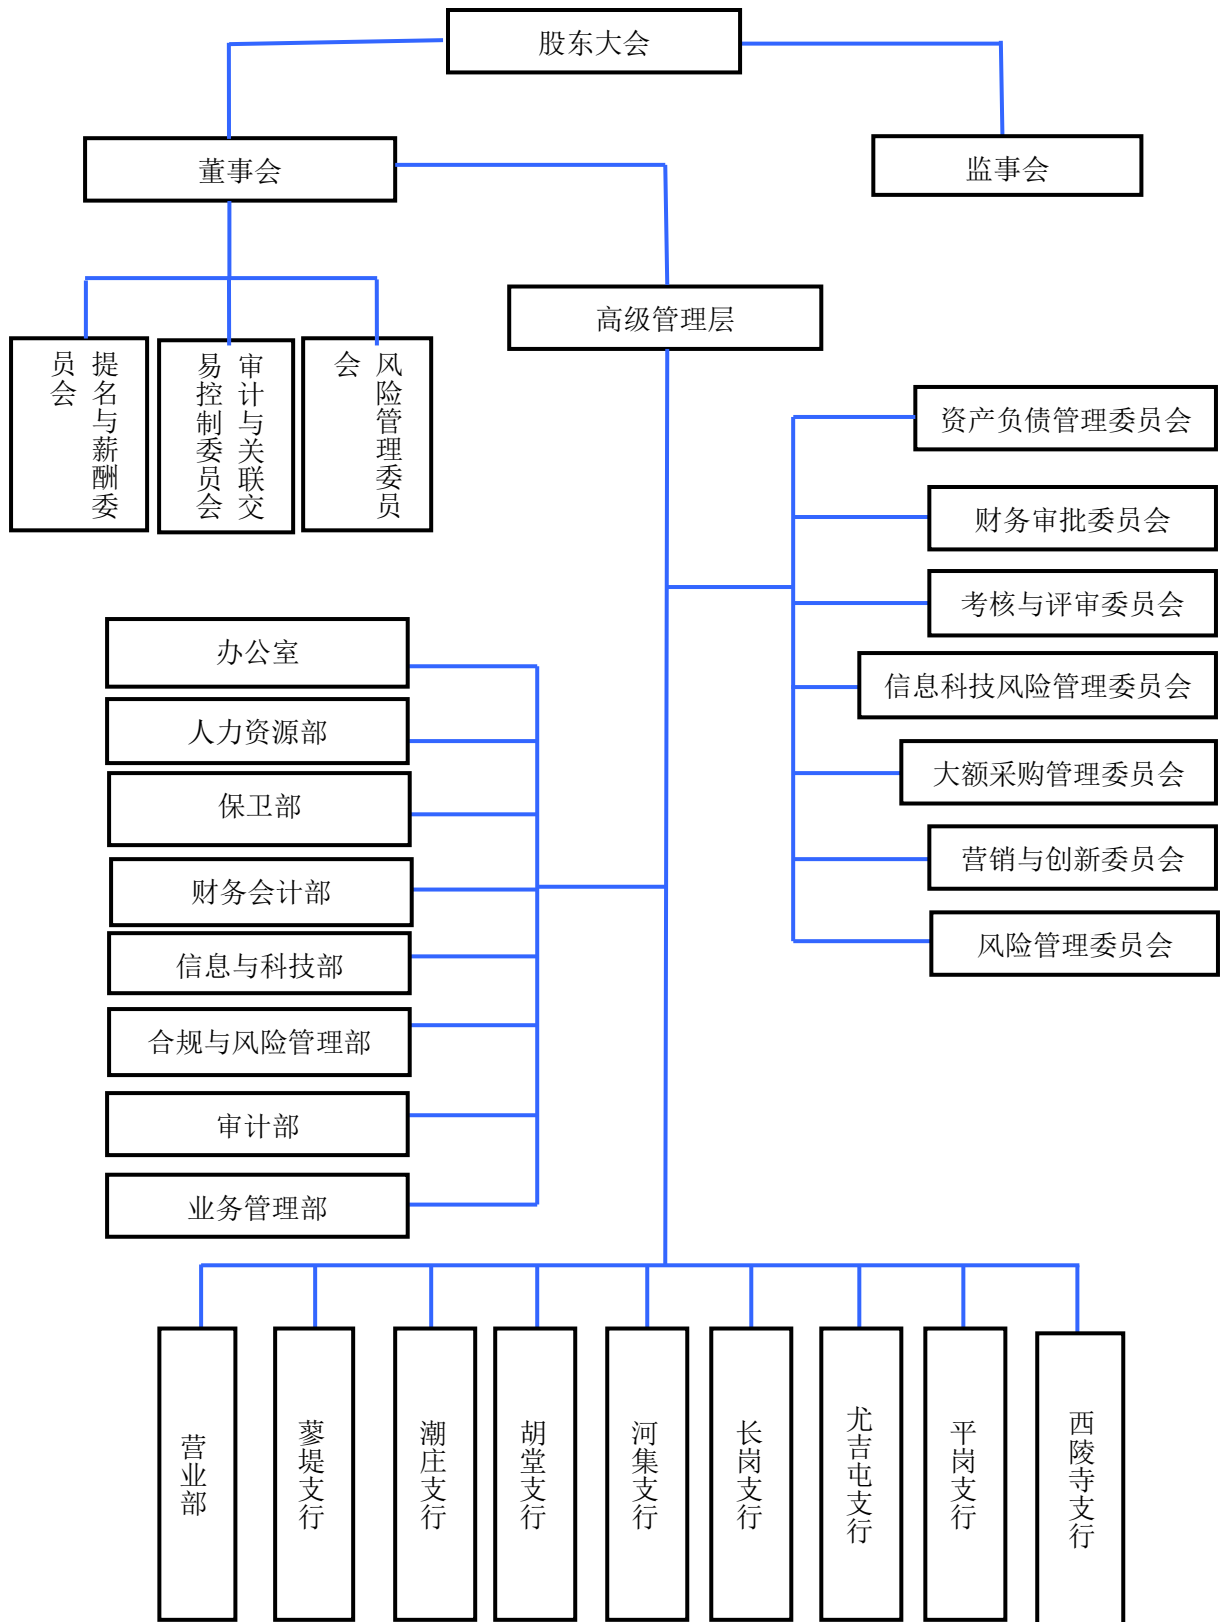 股东大会
董事会
监事会
高级管理层
提名与薪酬委
员会
审计与关联交
易控制委员会
风险管理委员
会
资产负债管理委员会
财务审批委员会
考核与评审委员会
信息科技风险管理委员会
大额采购管理委员会
营销与创新委员会
风险管理委员会
办公室
人力资源部
保卫部
财务会计部
信息与科技部
合规与风险管理部
审计部
业务管理部
营业部
蓼堤支行
潮庄支行
胡堂支行
河集支行
长岗支行
尤吉屯支行
平岗支行
西陵寺支行